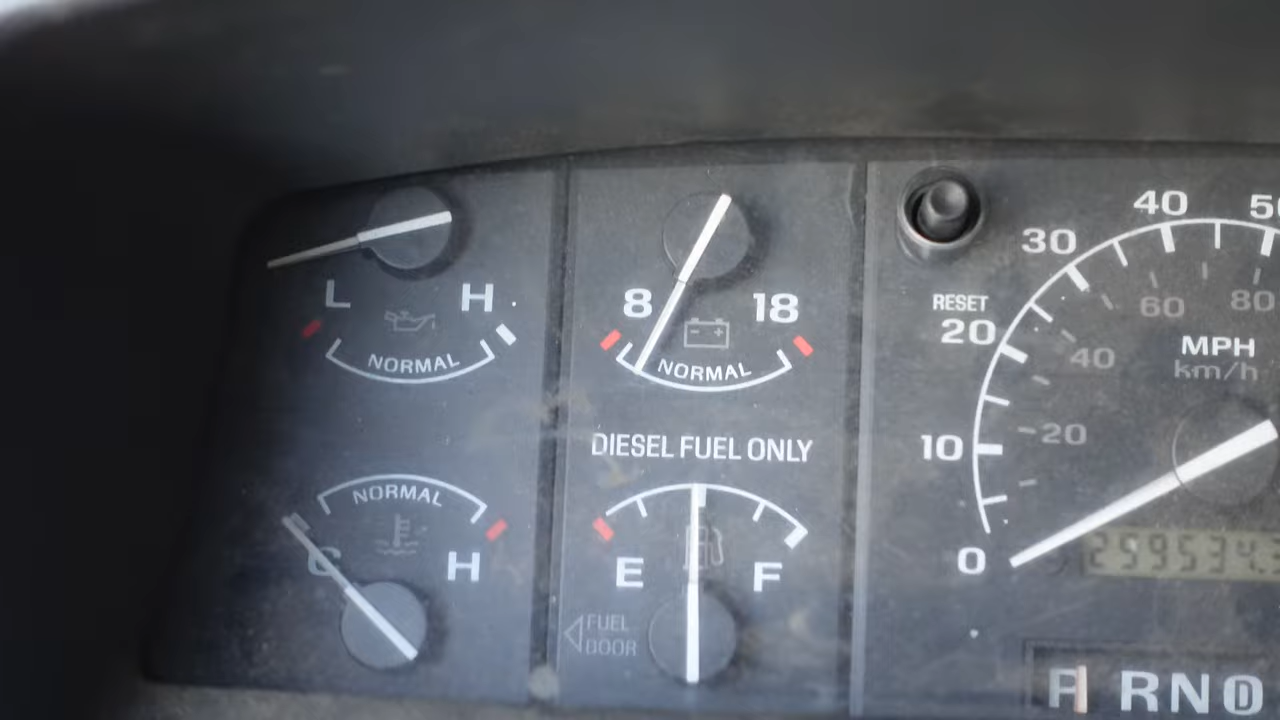 L H
NORMAL
8 18
NORMAL
DIESEL FUEL ONLY
NORMAL
C H
E F
FUEL
DOOR
RESET
0 10 20 30 40
20 40 60 80
MPH
km/h
299534.
P R N D